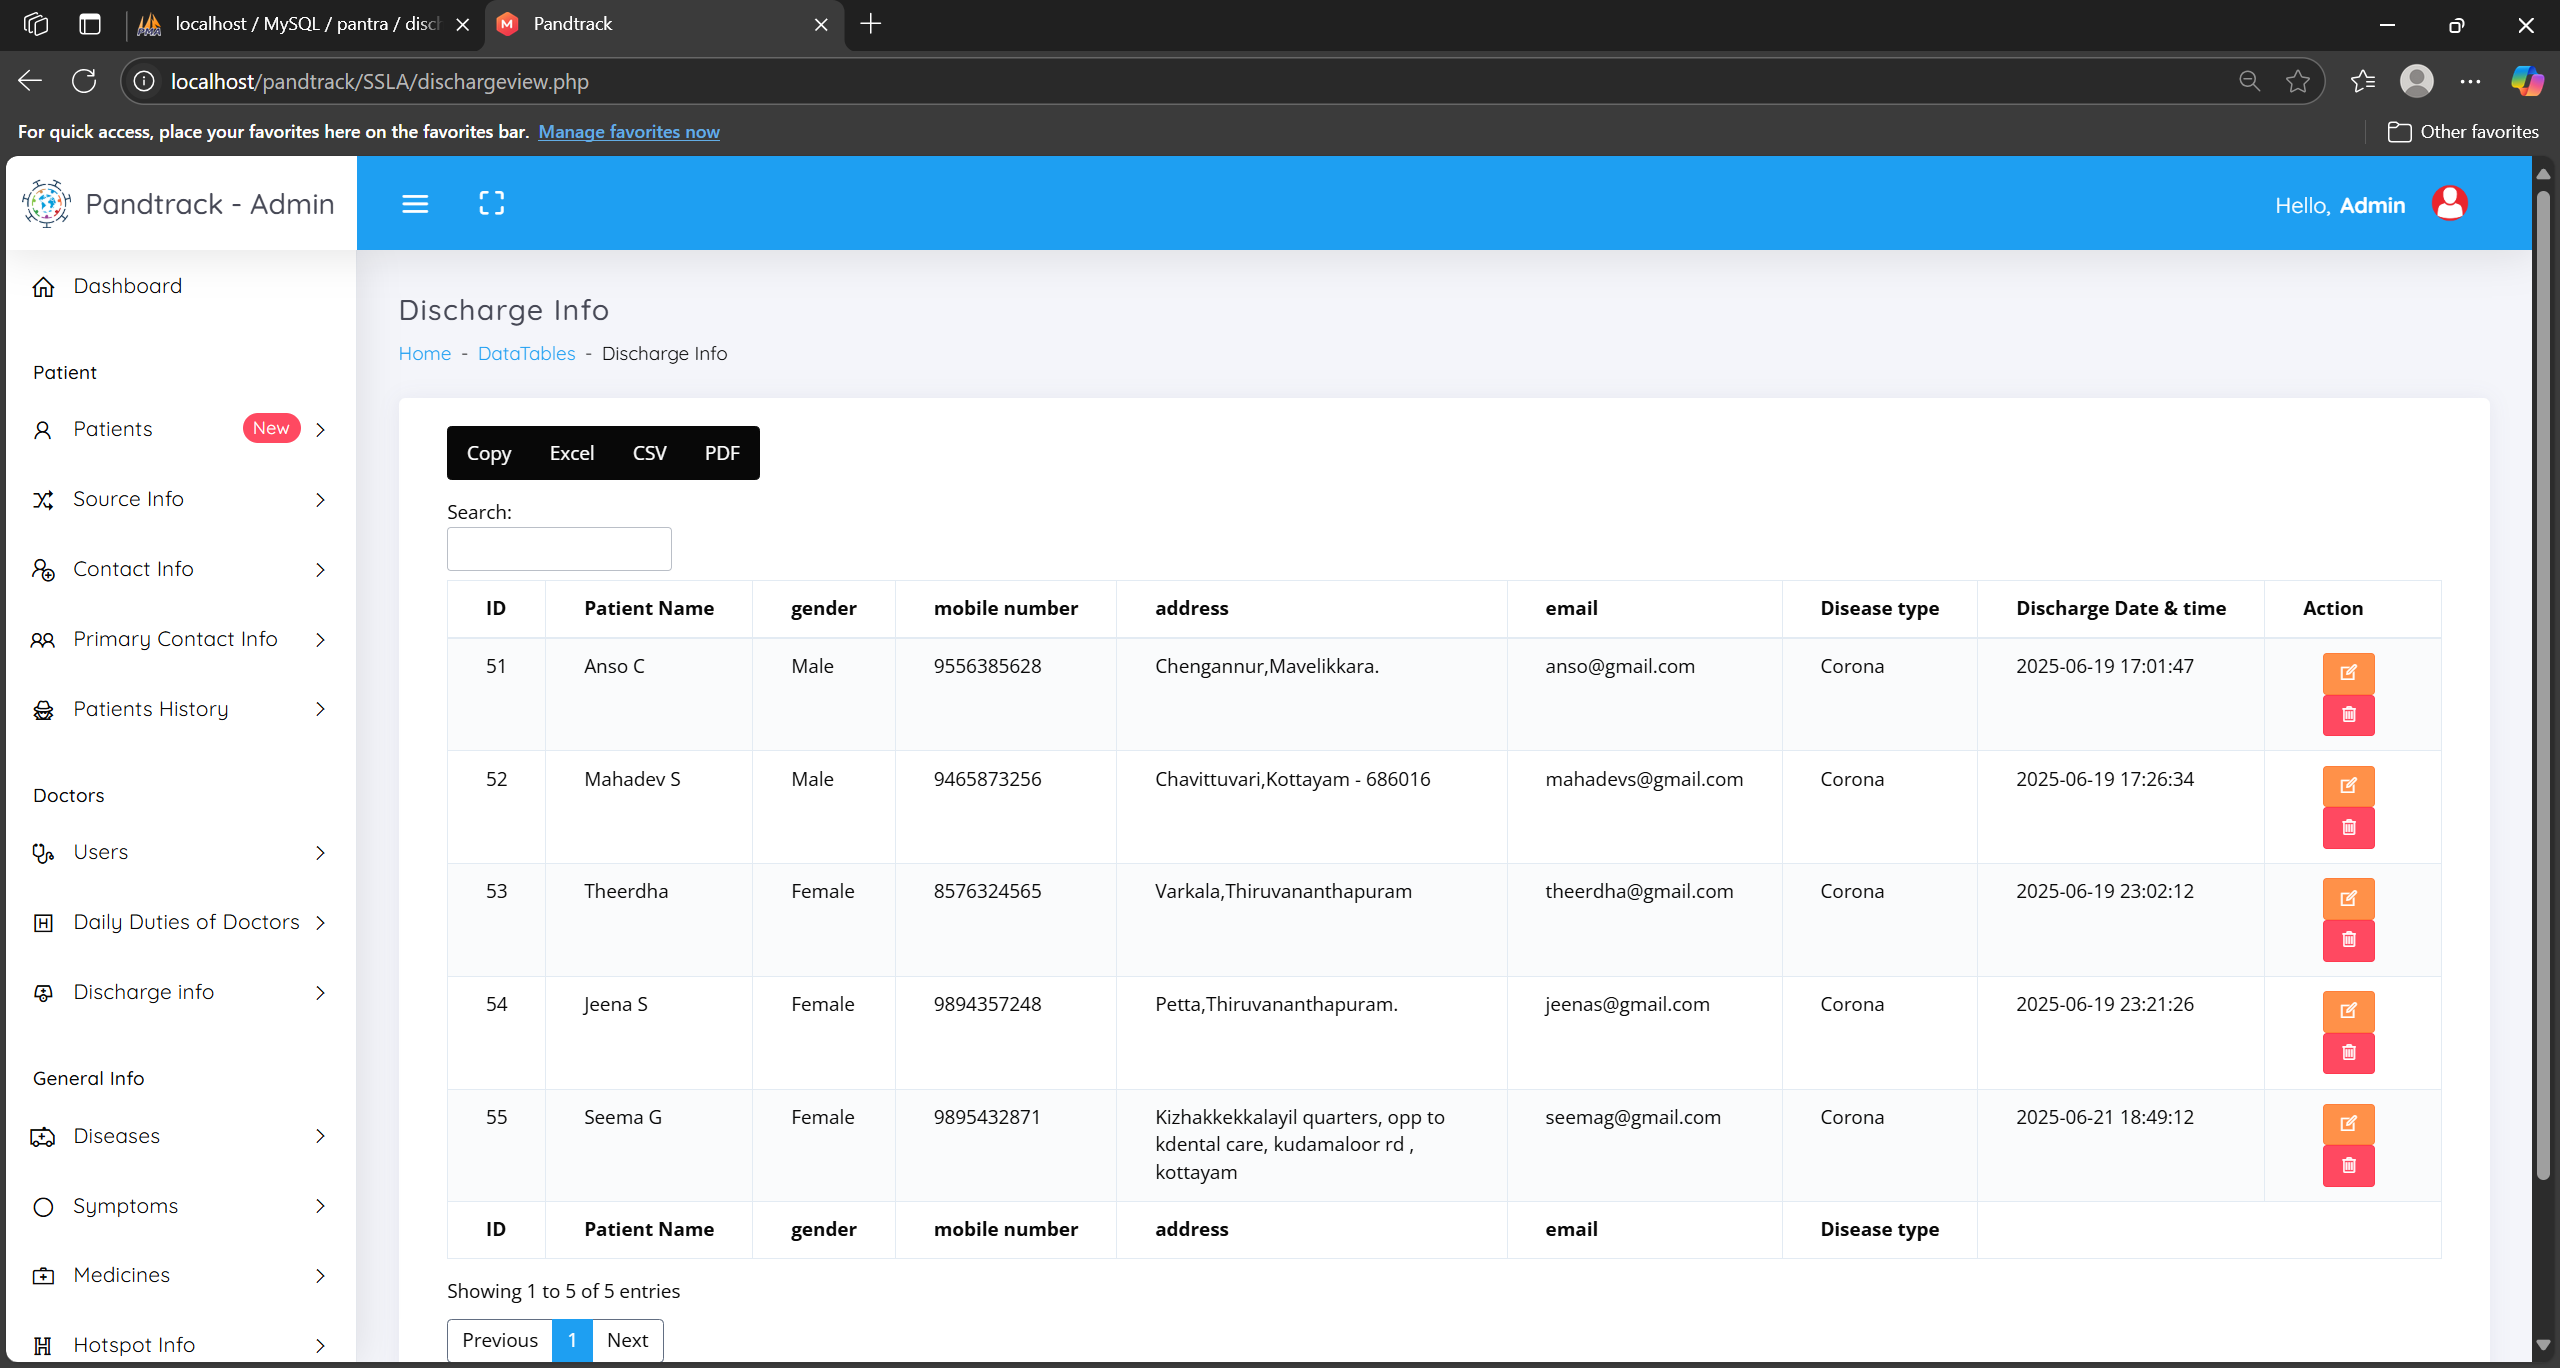 localhost / MySQL / pantra / disch
Pandtrack
localhost/pandtrack/SSLA/dischargeview.php
For quick access, place your favorites here on the favorites bar. Manage favorites now
Other favorites
Pandtrack - Admin
Hello, Admin
Dashboard
Patient
Patients New
Source Info
Contact Info
Primary Contact Info
Patients History
Doctors
Users
Daily Duties of Doctors
Discharge info
General Info
Diseases
Symptoms
Medicines
Hotspot Info
Discharge Info
Home - DataTables - Discharge Info
Copy Excel CSV PDF
Search:
ID Patient Name gender mobile number address email Disease type Discharge Date & time Action
51 Anso C Male 9556385628 Chengannur,Mavelikkara. anso@gmail.com Corona 2025-06-19 17:01:47
52 Mahadev S Male 9465873256 Chavittuvari,Kottayam - 686016 mahadevs@gmail.com Corona 2025-06-19 17:26:34
53 Theerdha Female 8576324565 Varkala,Thiruvananthapuram theerdha@gmail.com Corona 2025-06-19 23:02:12
54 Jeena S Female 9894357248 Petta,Thiruvananthapuram. jeenas@gmail.com Corona 2025-06-19 23:21:26
55 Seema G Female 9895432871 Kizhakkekkalayil quarters, opp to seemag@gmail.com Corona 2025-06-21 18:49:12
kdental care, kudamaloor rd ,
kottayam
ID Patient Name gender mobile number address email Disease type
Showing 1 to 5 of 5 entries
Previous 1 Next